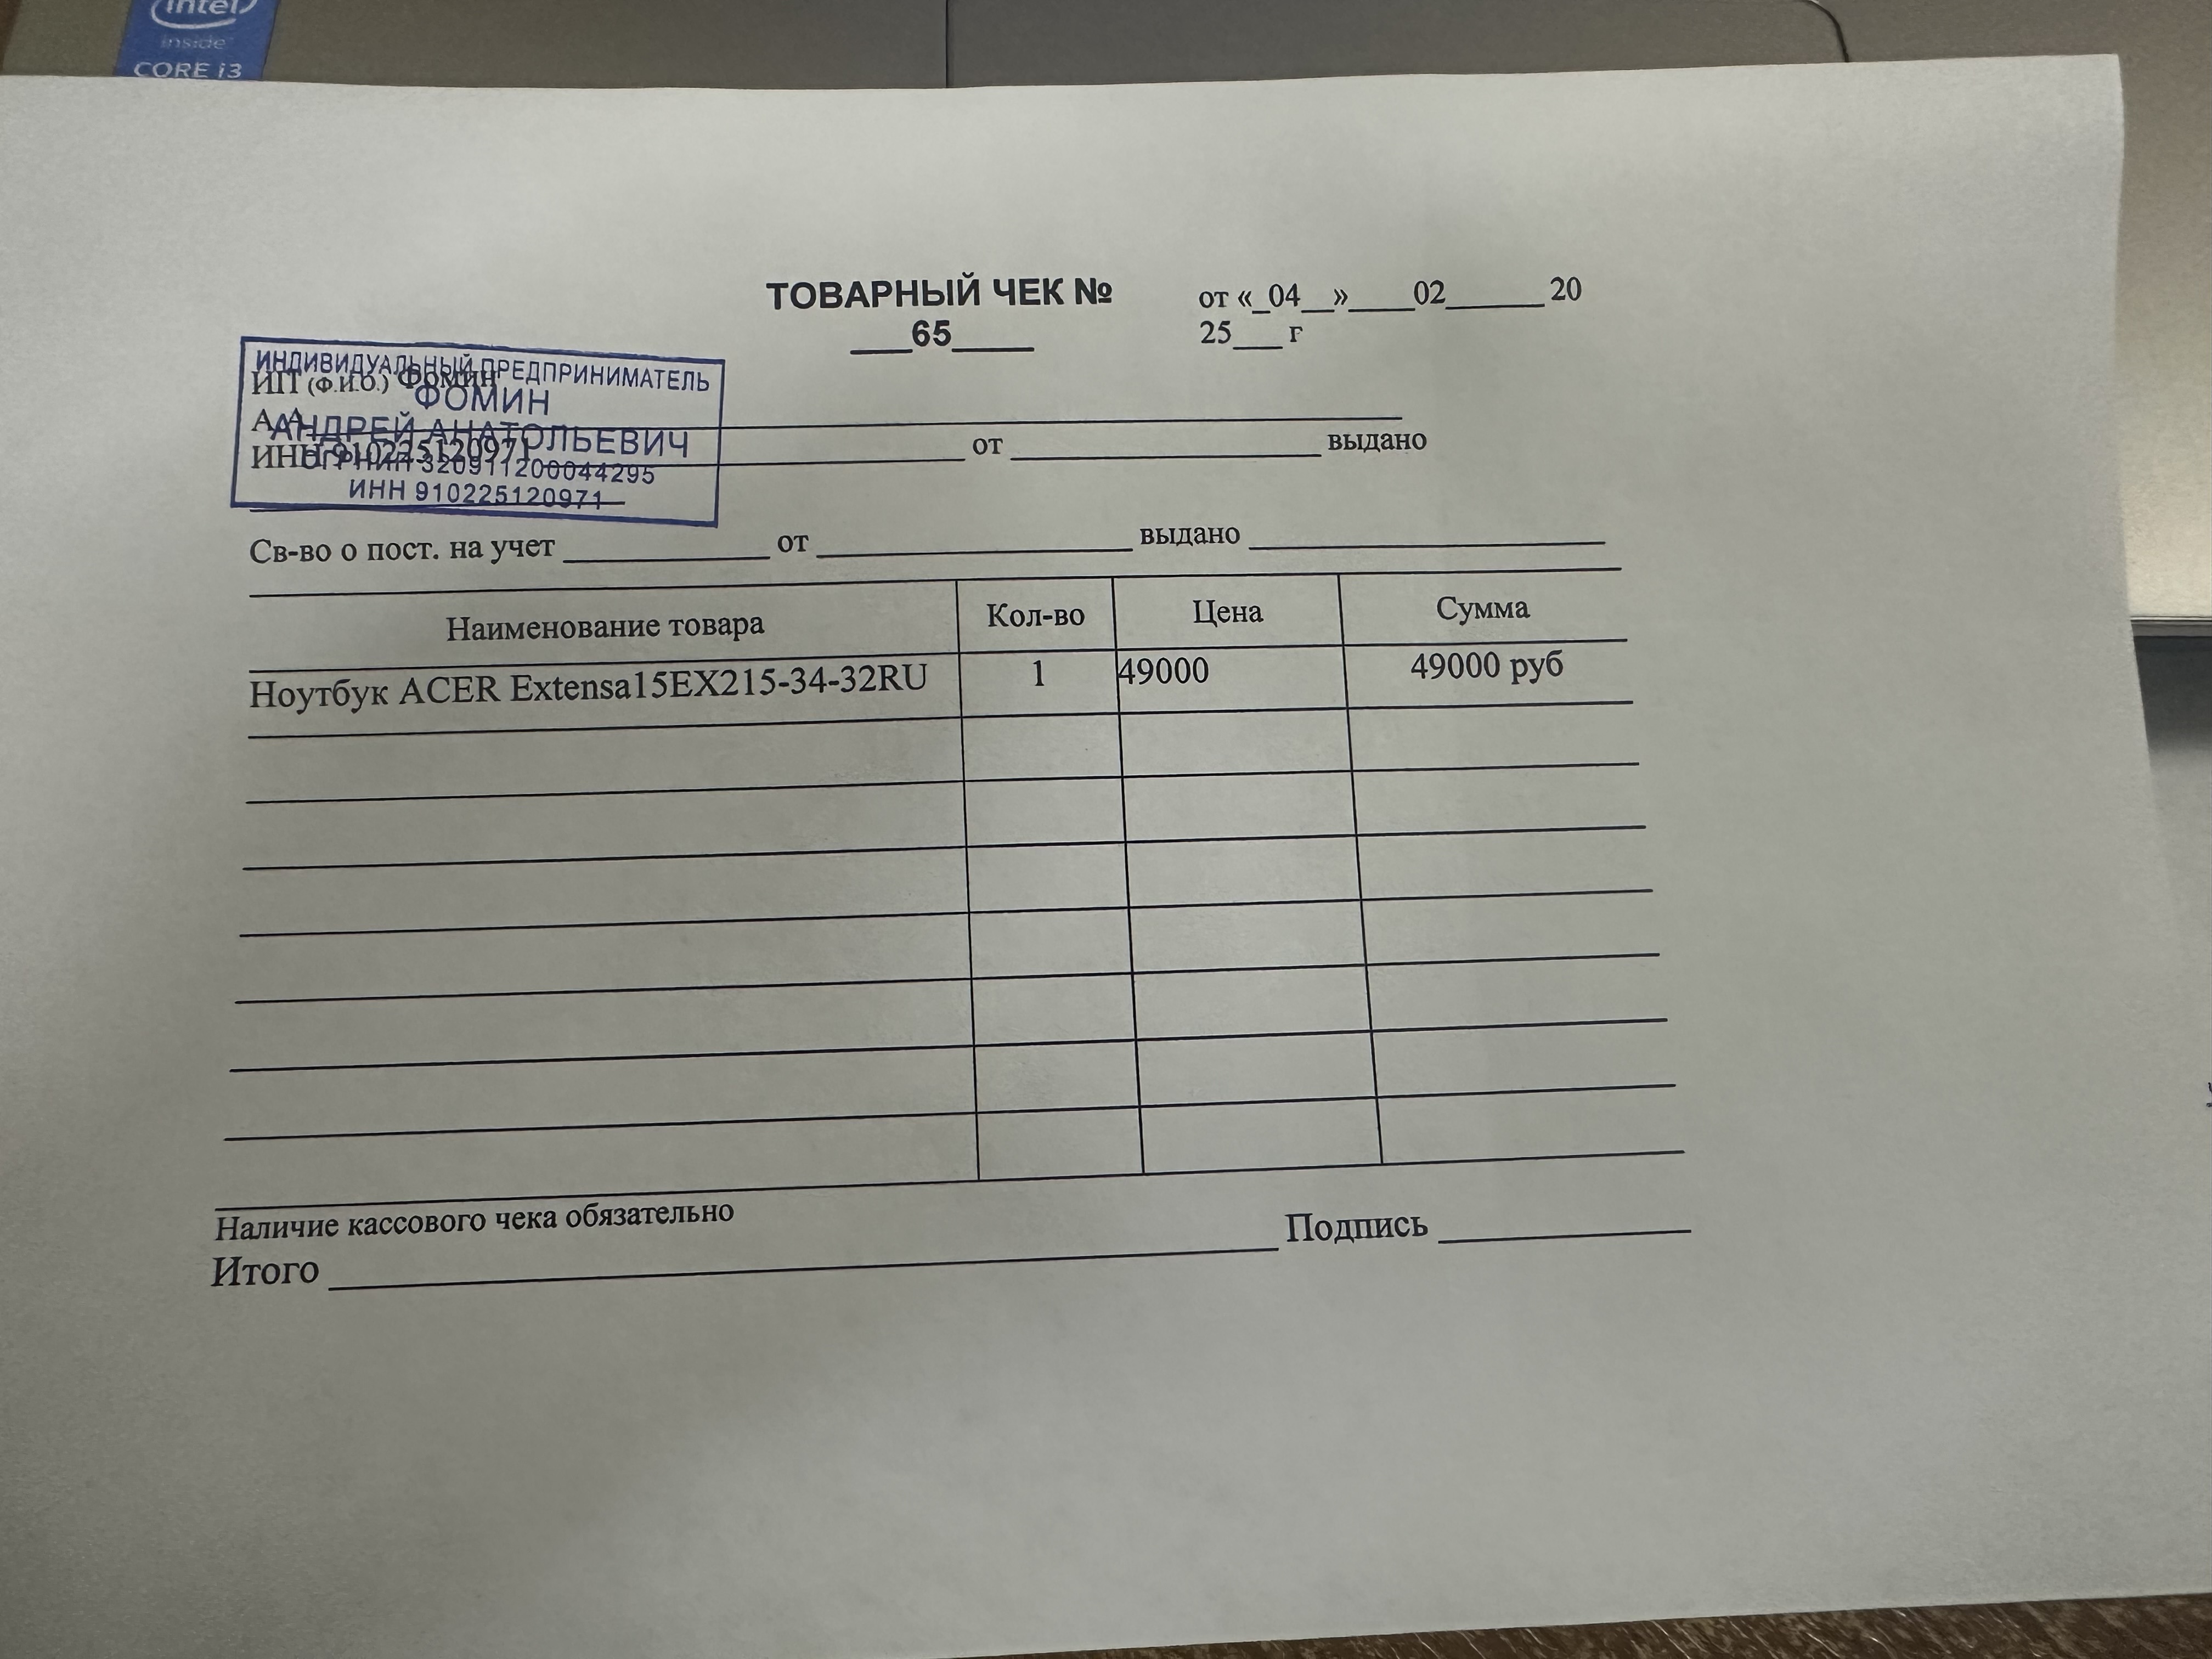 intel
inside
CORE i3
ТОВАРНЫЙ ЧЕК №
___65____
от «_04__»____02______ 20
25___ г
ИНДИВИДУАЛЬНЫЙ ПРЕДПРИНИМАТЕЛЬ
ИП (Ф.И.О.) Фомин
ФОМИН
А.А.
АНДРЕЙ АНАТОЛЬЕВИЧ
ИНН 910225120971 от выдано
ОГРНИП 320911200044295
ИНН 910225120971
Св-во о пост. на учет от выдано
Наименование товара Кол-во Цена Сумма
Ноутбук ACER Extensa15EX215-34-32RU 1 49000 49000 руб
Наличие кассового чека обязательно
Итого Подпись